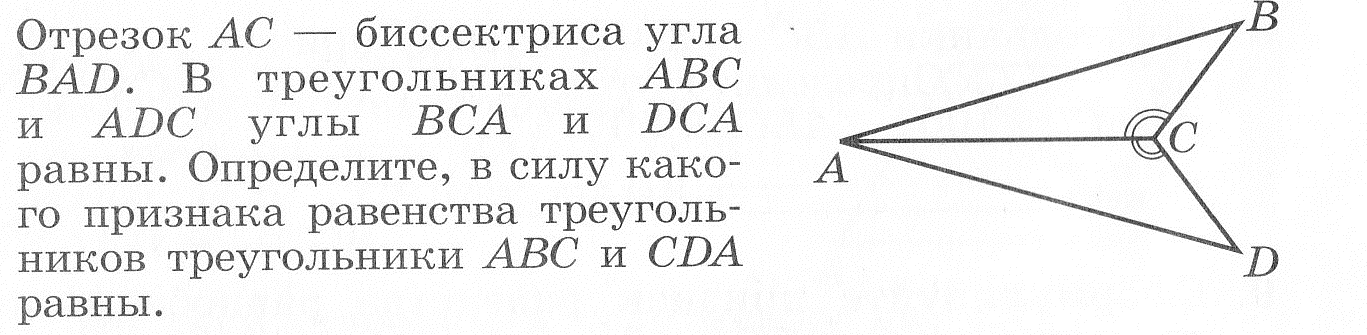 Отрезок AC — биссектриса угла
BAD. В треугольниках ABC
и ADC углы BCA и DCA
равны. Определите, в силу како-
го признака равенства треуголь-
ников треугольники ABC и CDA
равны.
B
C
A
D